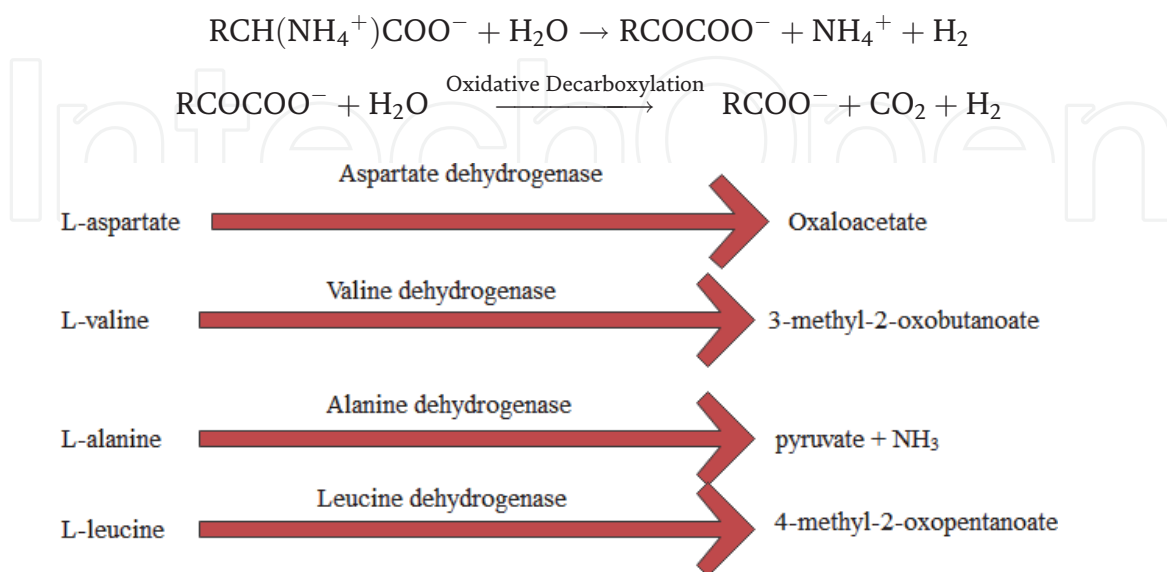 RCH(NH₄⁺)COO⁻ + H₂O → RCOCOO⁻ + NH₄⁺ + H₂
Oxidative Decarboxylation
RCOCOO⁻ + H₂O ⟶ RCOO⁻ + CO₂ + H₂
IntechOpen
Aspartate dehydrogenase
L-aspartate Oxaloacetate
Valine dehydrogenase
L-valine 3-methyl-2-oxobutanoate
Alanine dehydrogenase
L-alanine pyruvate + NH₃
Leucine dehydrogenase
L-leucine 4-methyl-2-oxopentanoate